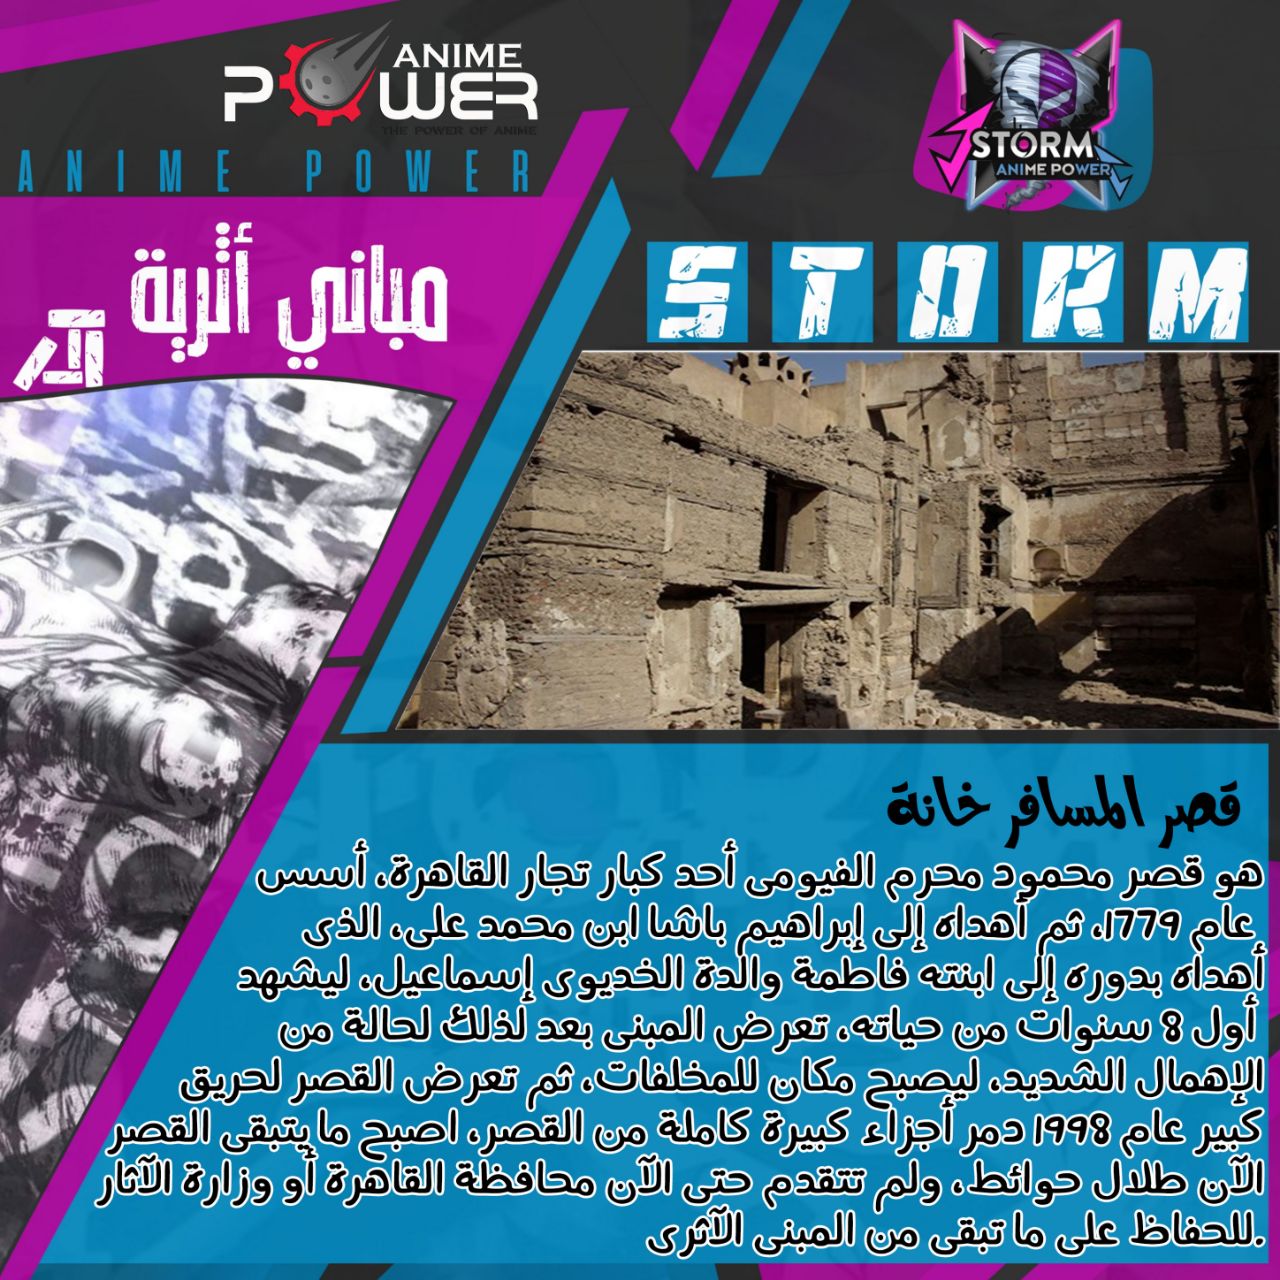 ANIME
POWER
THE POWER OF ANIME
ANIME POWER
STORM
ANIME POWER
مباني أثرية
STORM
قصر المسافر خانة
هو قصر محمود محرم الفيومى أحد كبار تجار القاهرة، أسس
عام 1779، ثم أهداه إلى إبراهيم باشا ابن محمد على، الذى
أهداه بدوره إلى ابنته فاطمة والدة الخديوى إسماعيل، ليشهد
أول 8 سنوات من حياته، تعرض المبنى بعد لذلك لحالة من
الإهمال الشديد، ليصبح مكان للمخلفات، ثم تعرض القصر لحريق
كبير عام 1998 دمر أجزاء كبيرة كاملة من القصر، اصبح ما يتبقى القصر
الآن طلال حوائط، ولم تتقدم حتى الآن محافظة القاهرة أو وزارة الآثار
للحفاظ على ما تبقى من المبنى الآثرى.